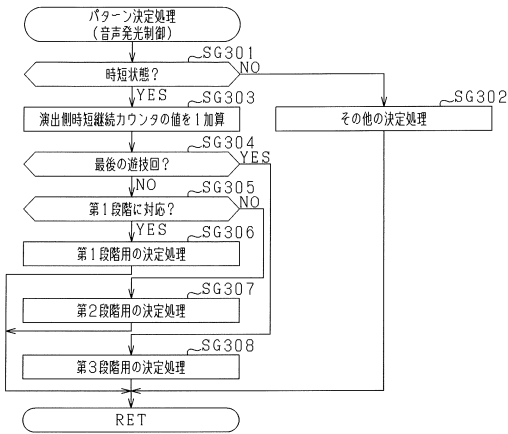 パターン決定処理
(音声発光制御)
SG301
時短状態?
NO
YES
SG303
演出側時短継続カウンタの値を1加算
SG302
その他の決定処理
SG304
最後の遊技回?
YES
NO
SG305
第1段階に対応?
NO
YES
SG306
第1段階用の決定処理
SG307
第2段階用の決定処理
SG308
第3段階用の決定処理
RET